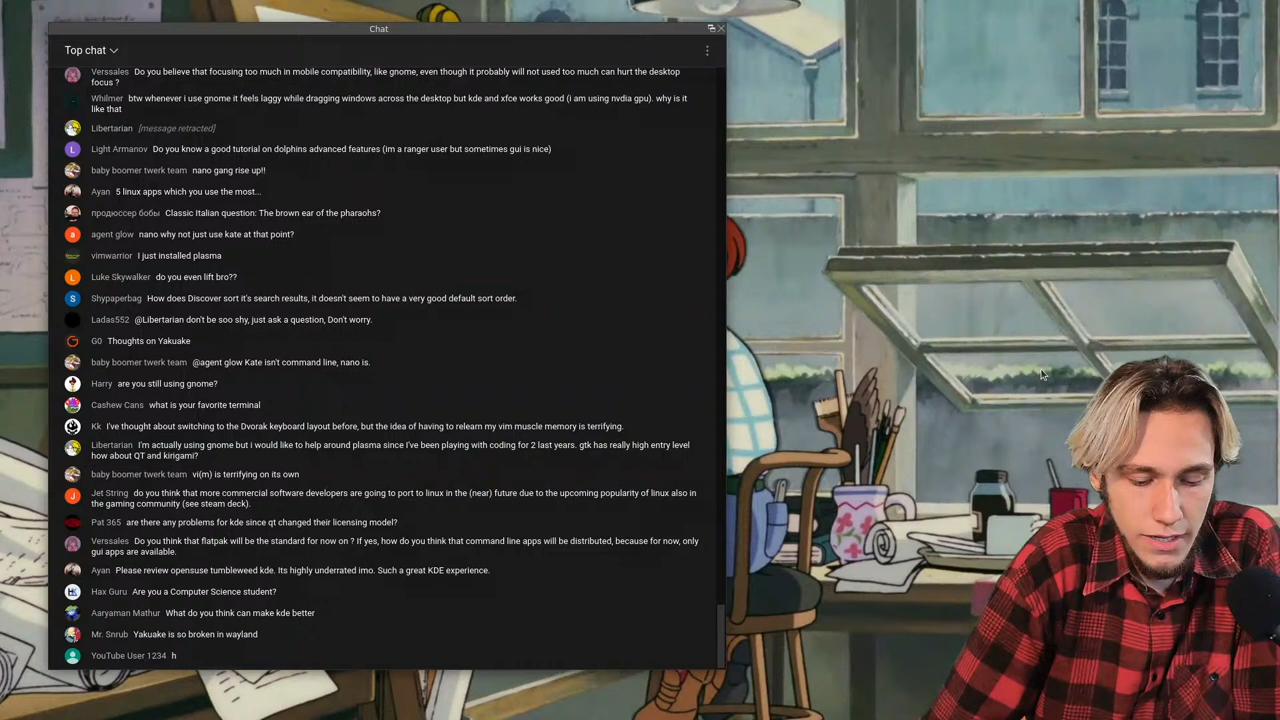 Chat
Top chat
Verssales Do you believe that focusing too much in mobile compatibility, like gnome, even though it probably will not used too much can hurt the desktop
focus ?
Whilmer btw whenever i use gnome it feels laggy while dragging windows across the desktop but kde and xfce works good (i am using nvdia gpu). why is it
like that
Libertarian [message retracted]
L Light Armanov Do you know a good tutorial on dolphins advanced features (im a ranger user but sometimes gui is nice)
baby boomer twerk team nano gang rise up!!
Ayan 5 linux apps which you use the most...
продюссер бобы Classic Italian question: The brown ear of the pharaohs?
a agent glow nano why not just use kate at that point?
vimwarrior I just installed plasma
L Luke Skywalker do you even lift bro??
S Shypaperbag How does Discover sort it's search results, it doesn't seem to have a very good default sort order.
Ladas552 @Libertarian don't be soo shy, just ask a question, Don't worry.
G0 Thoughts on Yakuake
baby boomer twerk team @agent glow Kate isn't command line, nano is.
Harry are you still using gnome?
Cashew Cans what is your favorite terminal
Kk I've thought about switching to the Dvorak keyboard layout before, but the idea of having to relearn my vim muscle memory is terrifying.
Libertarian I'm actually using gnome but i would like to help around plasma since I've been playing with coding for 2 last years. gtk has really high entry level
how about QT and kirigami?
baby boomer twerk team vi(m) is terrifying on its own
J Jet String do you think that more commercial software developers are going to port to linux in the (near) future due to the upcoming popularity of linux also in
the gaming community (see steam deck).
Pat 365 are there any problems for kde since qt changed their licensing model?
Verssales Do you think that flatpak will be the standard for now on ? If yes, how do you think that command line apps will be distributed, because for now, only
gui apps are available.
Ayan Please review opensuse tumbleweed kde. Its highly underrated imo. Such a great KDE experience.
Hax Guru Are you a Computer Science student?
Aaryaman Mathur What do you think can make kde better
Mr. Snrub Yakuake is so broken in wayland
YouTube User 1234 h